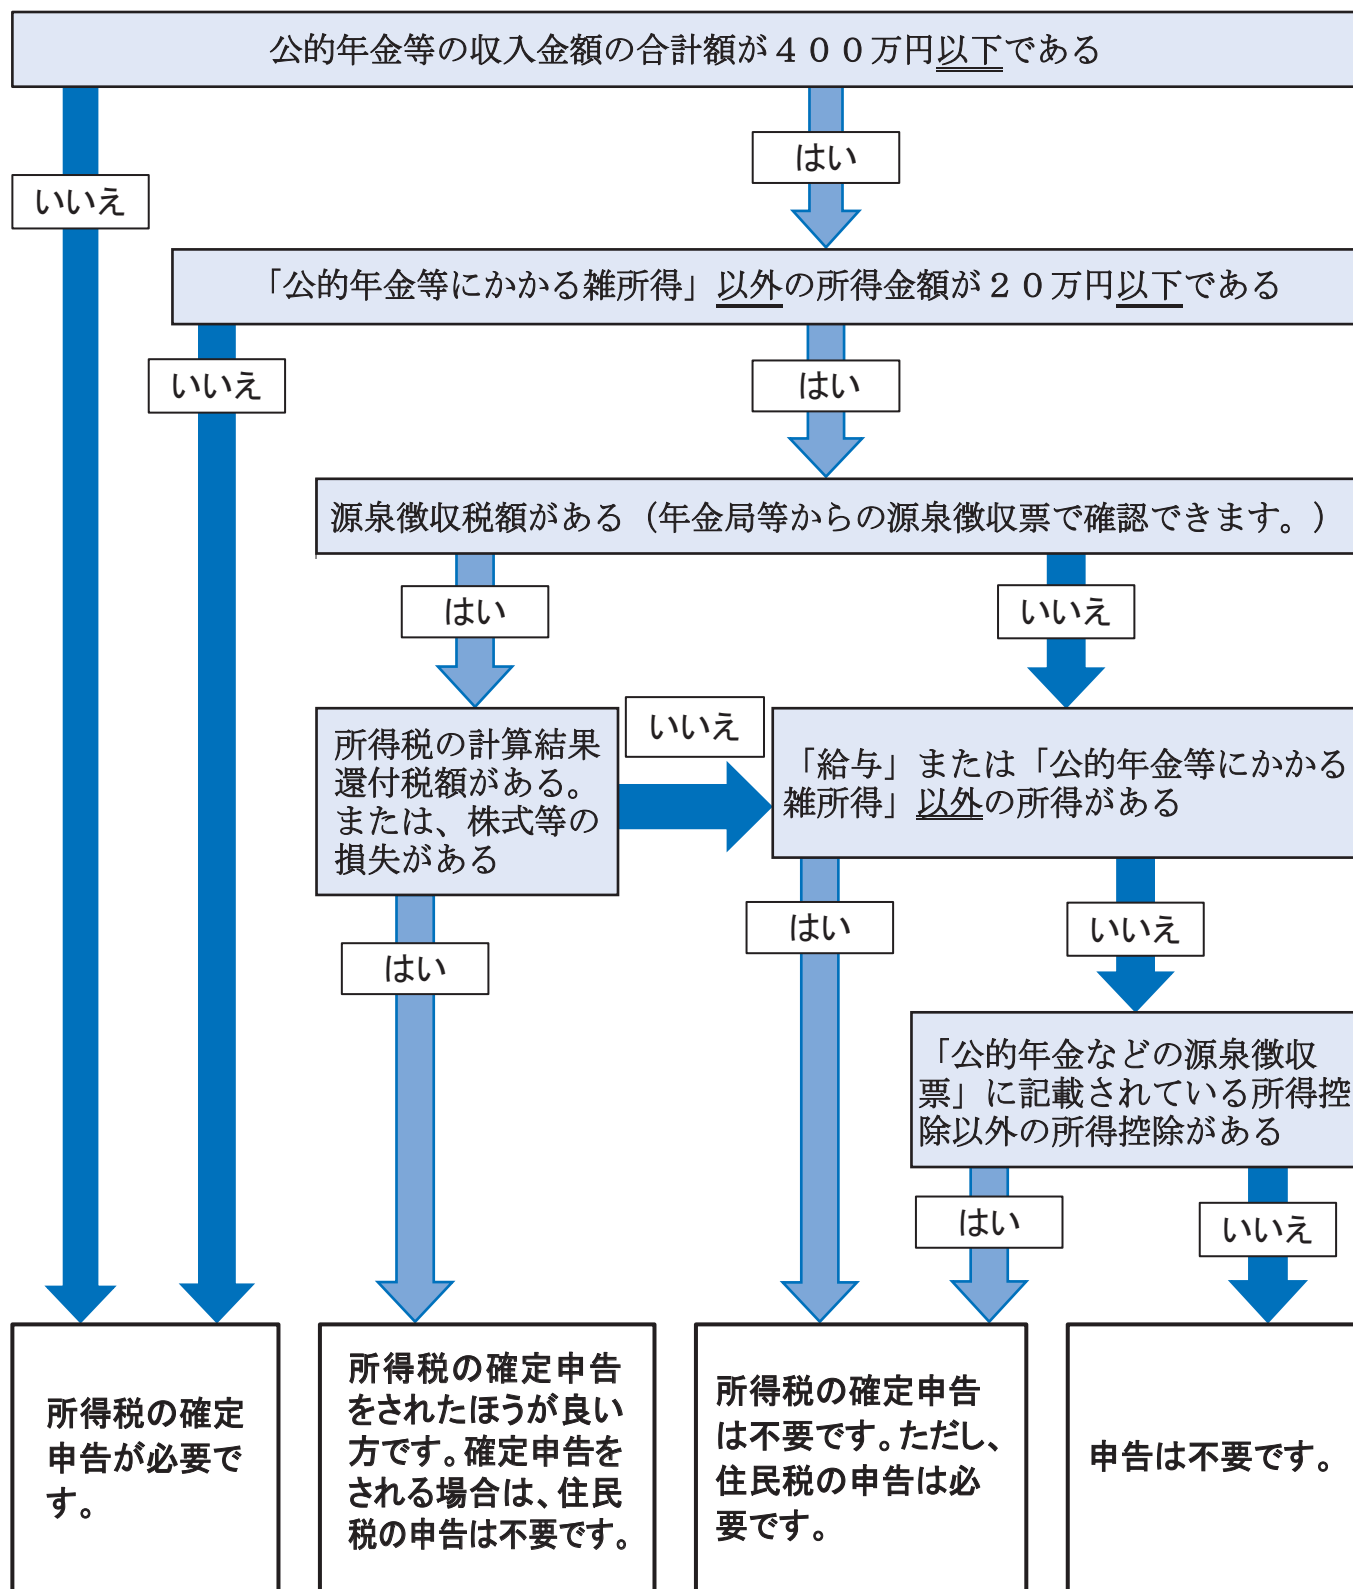 公的年金等の収入金額の合計額が４００万円以下である
はい
いいえ
「公的年金等にかかる雑所得」以外の所得金額が２０万円以下である
いいえ
はい
源泉徴収税額がある（年金局等からの源泉徴収票で確認できます。）
はい
いいえ
所得税の計算結果
還付税額がある。
または、株式等の
損失がある
いいえ
「給与」または「公的年金等にかかる
雑所得」以外の所得がある
はい
はい
いいえ
「公的年金などの源泉徴収
票」に記載されている所得控
除以外の所得控除がある
はい
いいえ
所得税の確定
申告が必要で
す。
所得税の確定申告
をされたほうが良い
方です。確定申告を
される場合は、住民
税の申告は不要です。
所得税の確定申告
は不要です。ただし、
住民税の申告は必
要です。
申告は不要です。